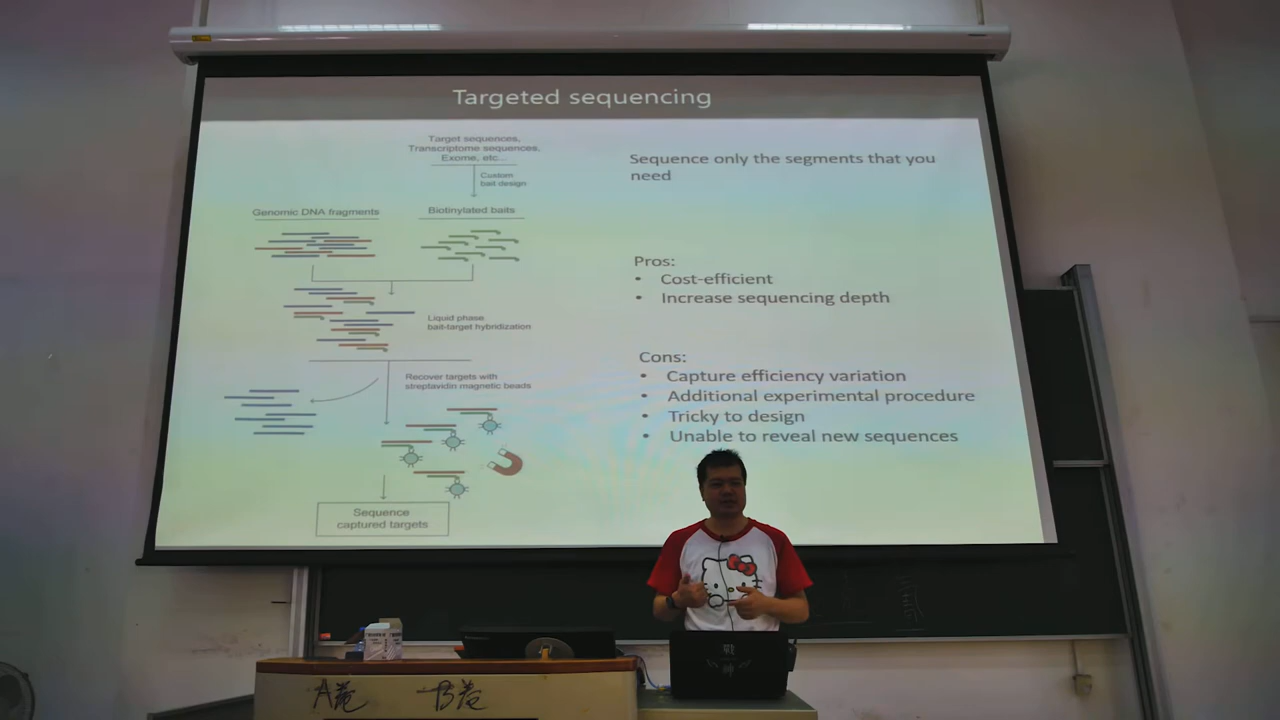 Targeted sequencing
Target sequences,
Transcriptome sequences,
Exome, etc...
Custom
bait design
Genomic DNA fragments
Biotinylated baits
Liquid phase
bait-target hybridization
Recover targets with
streptavidin magnetic beads
Sequence
captured targets
Sequence only the segments that you
need
Pros:
• Cost-efficient
• Increase sequencing depth
Cons:
• Capture efficiency variation
• Additional experimental procedure
• Tricky to design
• Unable to reveal new sequences
戰
神
A卷 B卷